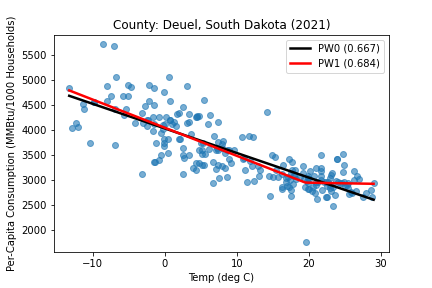 County: Deuel, South Dakota (2021)
PW0 (0.667)
PW1 (0.684)
Per-Capita Consumption (MMBtu/1000 Households)
5500
5000
4500
4000
3500
3000
2500
2000
−10 0 10 20 30
Temp (deg C)